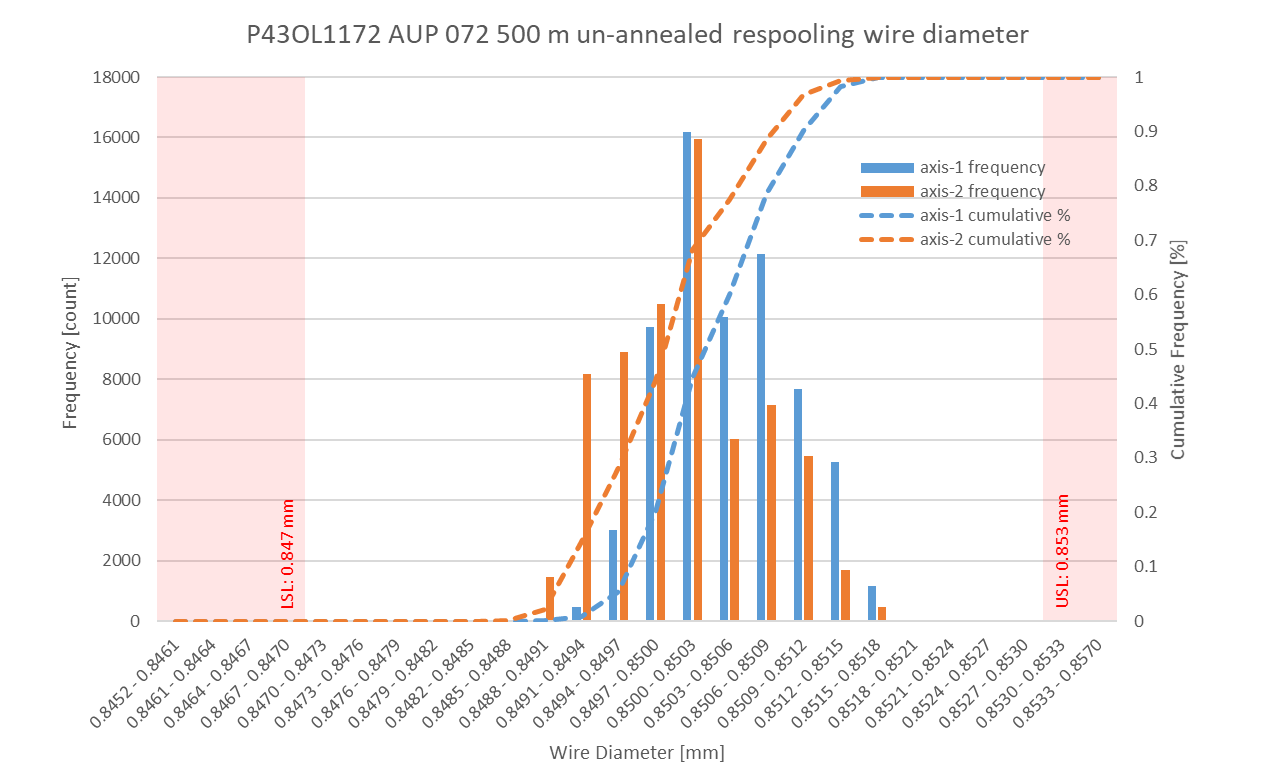 P43OL1172 AUP 072 500 m un-annealed respooling wire diameter
18000
16000
14000
12000
10000
8000
6000
4000
2000
0
Frequency [count]
1
0.9
0.8
0.7
0.6
0.5
0.4
0.3
0.2
0.1
0
Cumulative Frequency [%]
axis-1 frequency
axis-2 frequency
axis-1 cumulative %
axis-2 cumulative %
LSL: 0.847 mm
USL: 0.853 mm
0.8452 - 0.8461
0.8461 - 0.8464
0.8464 - 0.8467
0.8467 - 0.8470
0.8470 - 0.8473
0.8473 - 0.8476
0.8476 - 0.8479
0.8479 - 0.8482
0.8482 - 0.8485
0.8485 - 0.8488
0.8488 - 0.8491
0.8491 - 0.8494
0.8494 - 0.8497
0.8497 - 0.8500
0.8500 - 0.8503
0.8503 - 0.8506
0.8506 - 0.8509
0.8509 - 0.8512
0.8512 - 0.8515
0.8515 - 0.8518
0.8518 - 0.8521
0.8521 - 0.8524
0.8524 - 0.8527
0.8527 - 0.8530
0.8530 - 0.8533
0.8533 - 0.8570
Wire Diameter [mm]